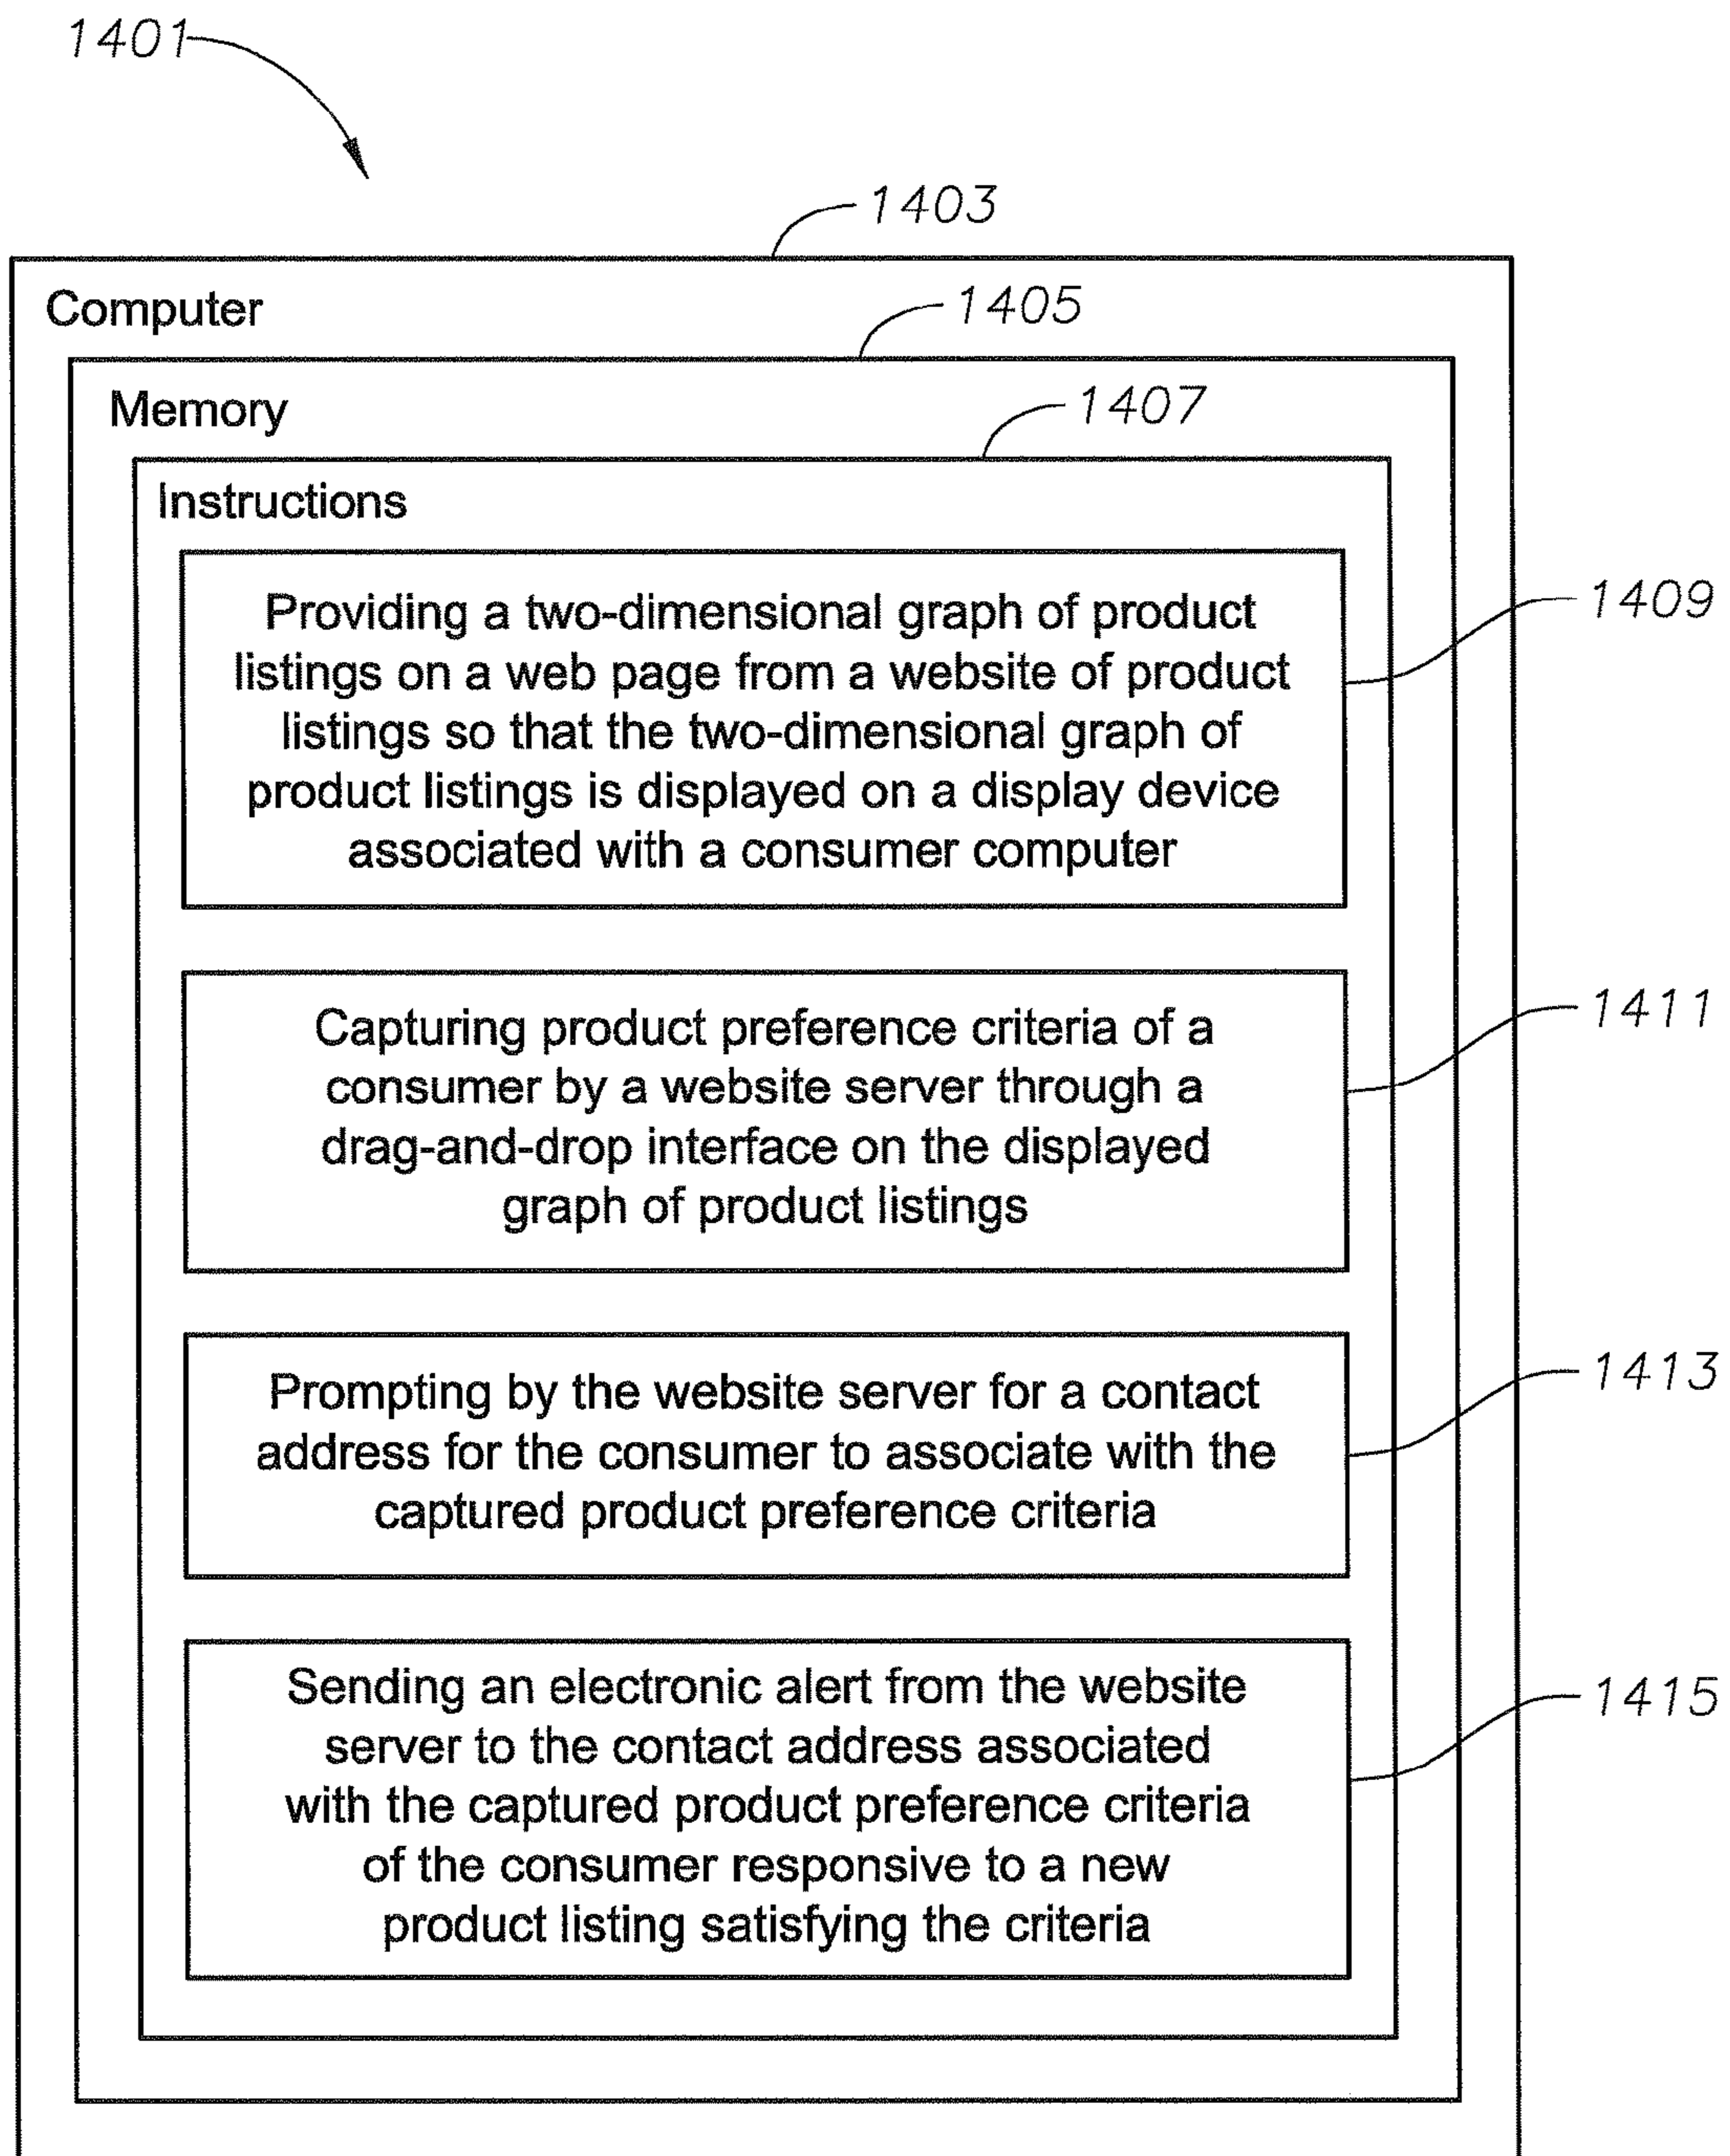 1401
1403
Computer
1405
Memory
1407
Instructions
Providing a two-dimensional graph of product
listings on a web page from a website of product
listings so that the two-dimensional graph of
product listings is displayed on a display device
associated with a consumer computer
1409
Capturing product preference criteria of a
consumer by a website server through a
drag-and-drop interface on the displayed
graph of product listings
1411
Prompting by the website server for a contact
address for the consumer to associate with the
captured product preference criteria
1413
Sending an electronic alert from the website
server to the contact address associated
with the captured product preference criteria
of the consumer responsive to a new
product listing satisfying the criteria
1415